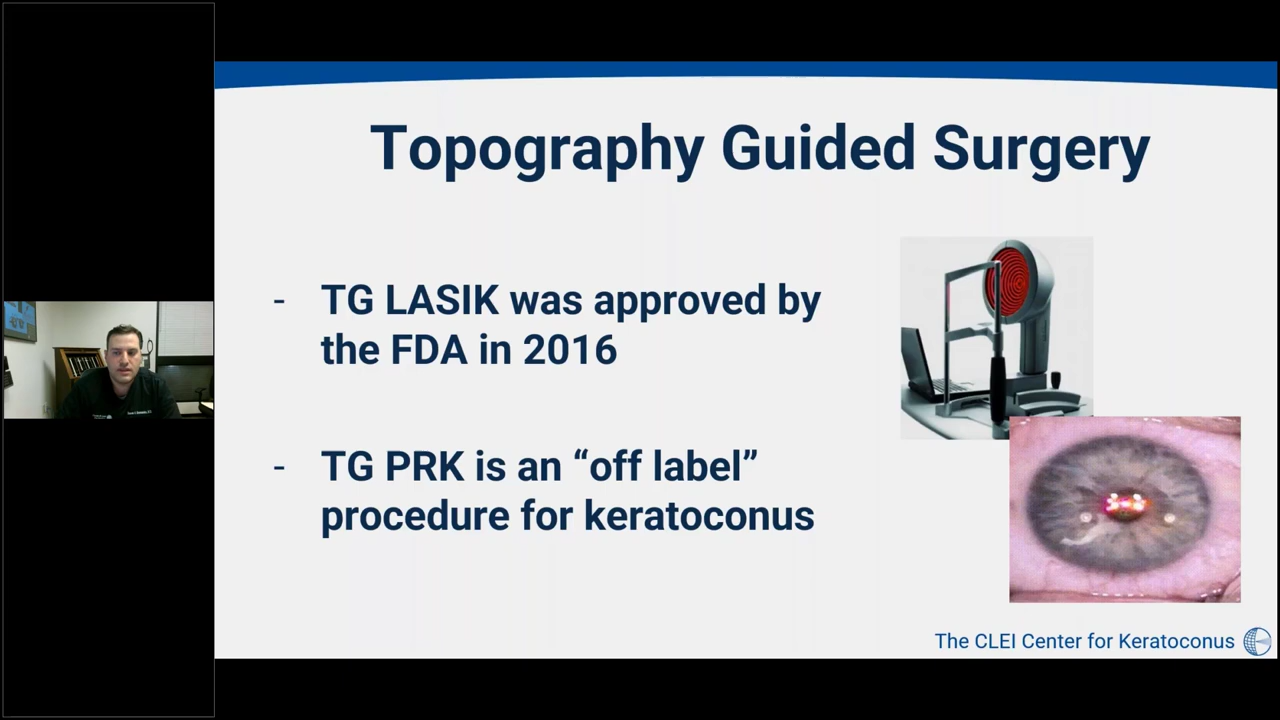 Topography Guided Surgery
- TG LASIK was approved by
the FDA in 2016
- TG PRK is an “off label”
procedure for keratoconus
The CLEI Center for Keratoconus